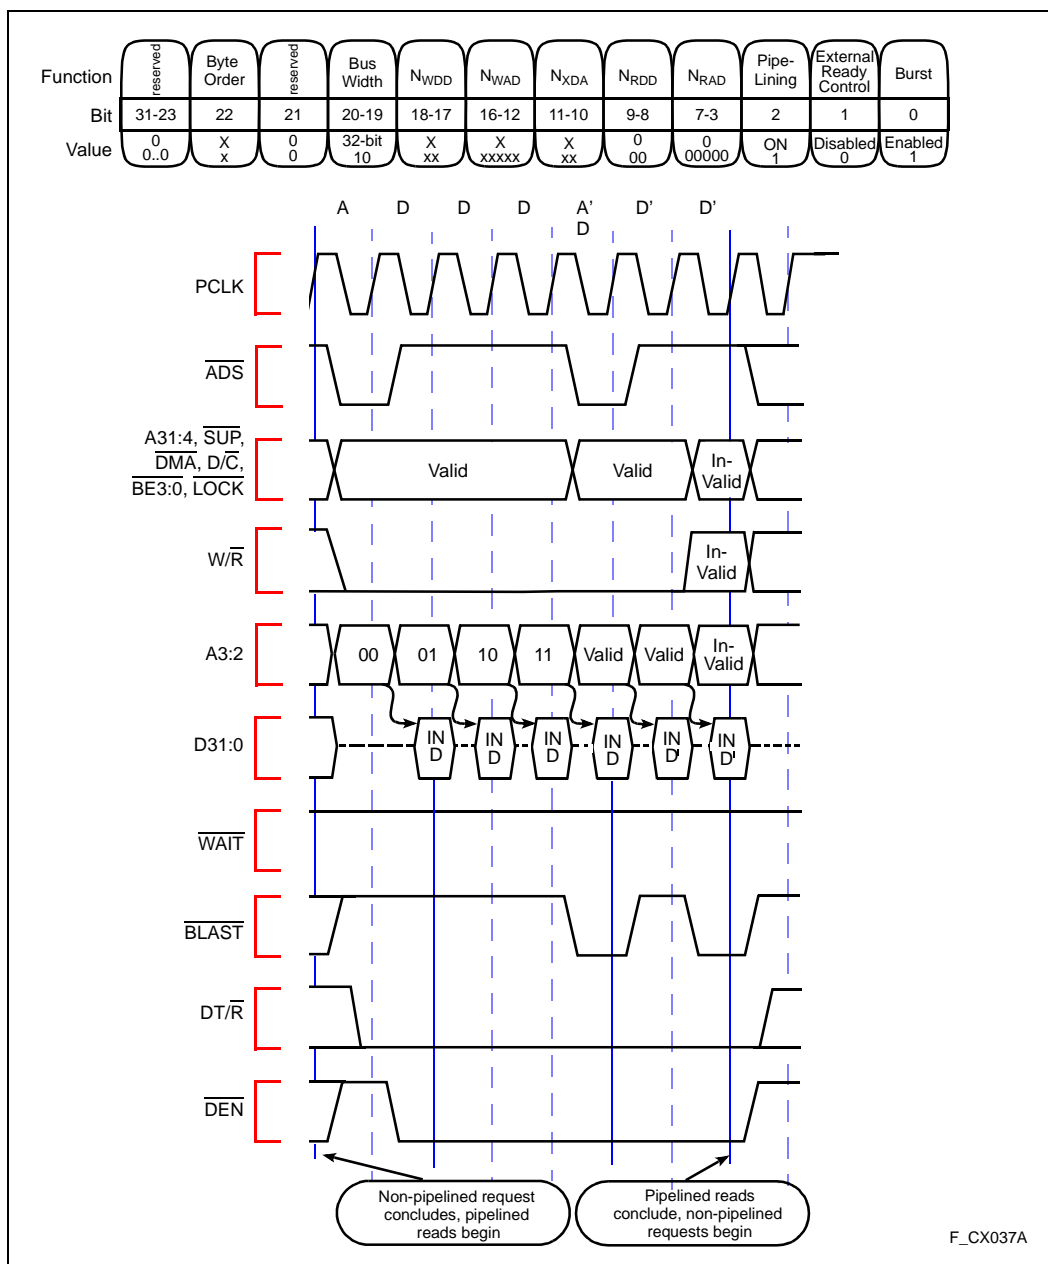 Function reserved Byte Order reserved Bus Width NWDD NWAD NXDA NRDD NRAD Pipe-Lining External Ready Control Burst
Bit 31-23 22 21 20-19 18-17 16-12 11-10 9-8 7-3 2 1 0
Value 0 0..0 X x 0 0 32-bit 10 X xx X xxxxx X xx 0 00 0 00000 ON 1 Disabled 0 Enabled 1
A D D D A' D D' D'
PCLK
ADS
A31:4, SUP,
DMA, D/C,
BE3:0, LOCK
Valid Valid In-Valid
W/R In-Valid
A3:2 00 01 10 11 Valid Valid In-Valid
D31:0 IN D IN D IN D IN D IN D' IN D'
WAIT
BLAST
DT/R
DEN
Non-pipelined request
concludes, pipelined
reads begin
Pipelined reads
conclude, non-pipelined
requests begin
F_CX037A